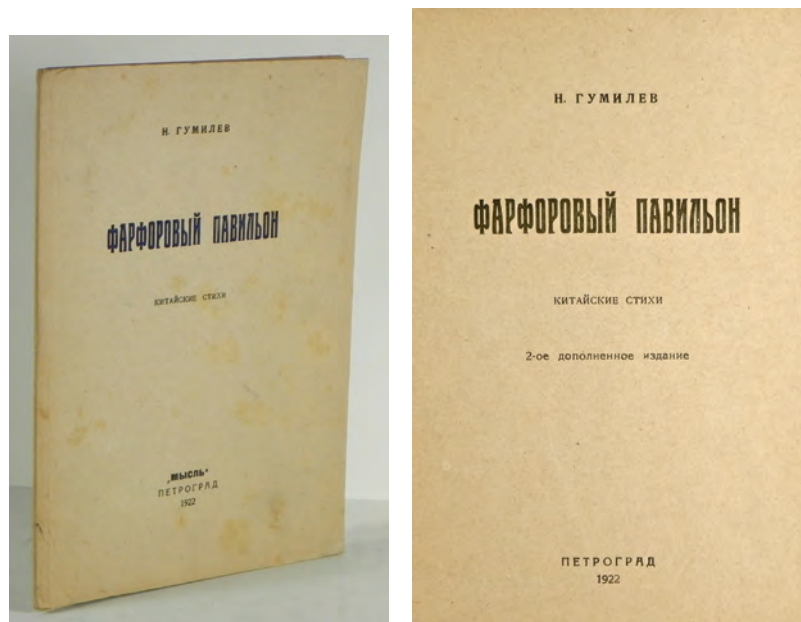 Н. ГУМИЛЕВ
ФАРФОРОВЫЙ ПАВИЛЬОН
КИТАЙСКИЕ СТИХИ
„МЫСЛЬ“
ПЕТРОГРАД
1922
Н. ГУМИЛЕВ
ФАРФОРОВЫЙ ПАВИЛЬОН
КИТАЙСКИЕ СТИХИ
2-ое дополненное издание
ПЕТРОГРАД
1922